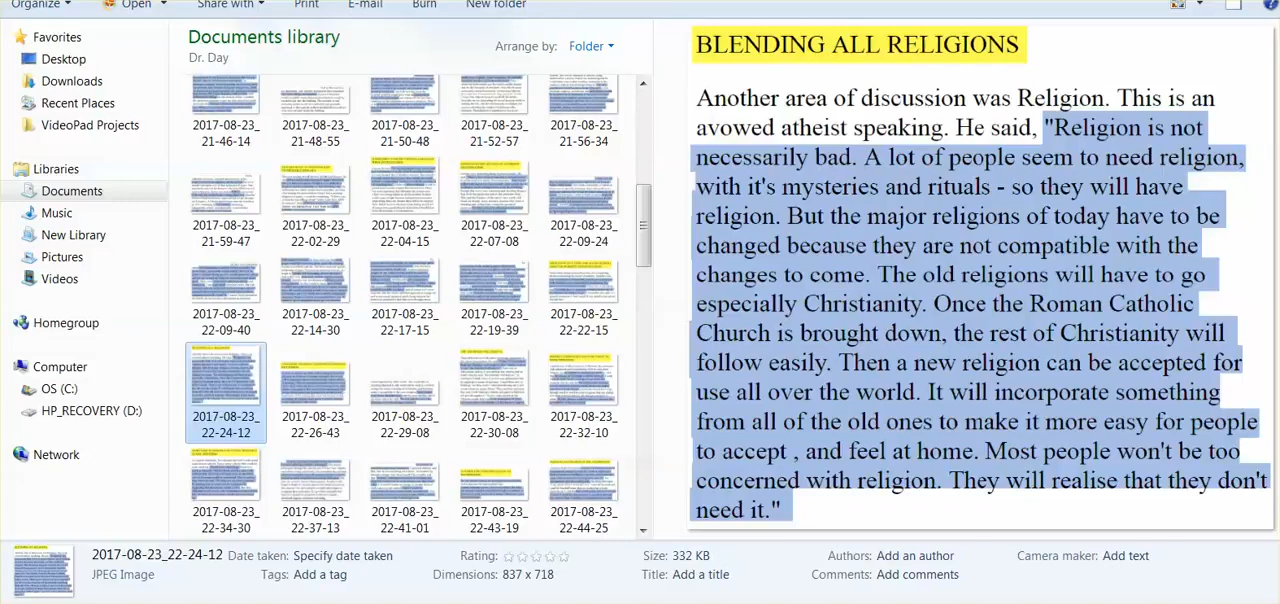 Organize
Open
Share with
Print
E-mail
Burn
New folder
Favorites
Desktop
Downloads
Recent Places
VideoPad Projects
Libraries
Documents
Music
New Library
Pictures
Videos
Homegroup
Computer
OS (C:)
HP_RECOVERY (D:)
Network
Documents library
Dr. Day
Arrange by: Folder
2017-08-23_ 2017-08-23_ 2017-08-23_ 2017-08-23_ 2017-08-23_
21-46-14 21-48-55 21-50-48 21-52-57 21-56-34
2017-08-23_ 2017-08-23_ 2017-08-23_ 2017-08-23_ 2017-08-23_
21-59-47 22-02-29 22-04-15 22-07-08 22-09-24
2017-08-23_ 2017-08-23_ 2017-08-23_ 2017-08-23_ 2017-08-23_
22-09-40 22-14-30 22-17-15 22-19-39 22-22-15
2017-08-23_ 2017-08-23_ 2017-08-23_ 2017-08-23_ 2017-08-23_
22-24-12 22-26-43 22-29-08 22-30-08 22-32-10
2017-08-23_ 2017-08-23_ 2017-08-23_ 2017-08-23_ 2017-08-23_
22-34-30 22-37-13 22-41-01 22-43-19 22-44-25
BLENDING ALL RELIGIONS
Another area of discussion was Religion. This is an
avowed atheist speaking. He said, "Religion is not
necessarily bad. A lot of people seem to need religion,
with it's mysteries and rituals - so they will have
religion. But the major religions of today have to be
changed because they are not compatible with the
changes to come. The old religions will have to go
especially Christianity. Once the Roman Catholic
Church is brought down, the rest of Christianity will
follow easily. Then a new religion can be accepted for
use all over the world. It will incorporate something
from all of the old ones to make it more easy for people
to accept , and feel at home. Most people won't be too
concerned with religion. They will realise that they don't
need it."
2017-08-23_22-24-12 Date taken: Specify date taken Rating: Size: 332 KB Authors: Add an author Camera maker: Add text
JPEG Image Tags: Add a tag Dimensions: 837 x 718 Title: Add a title Comments: Add comments